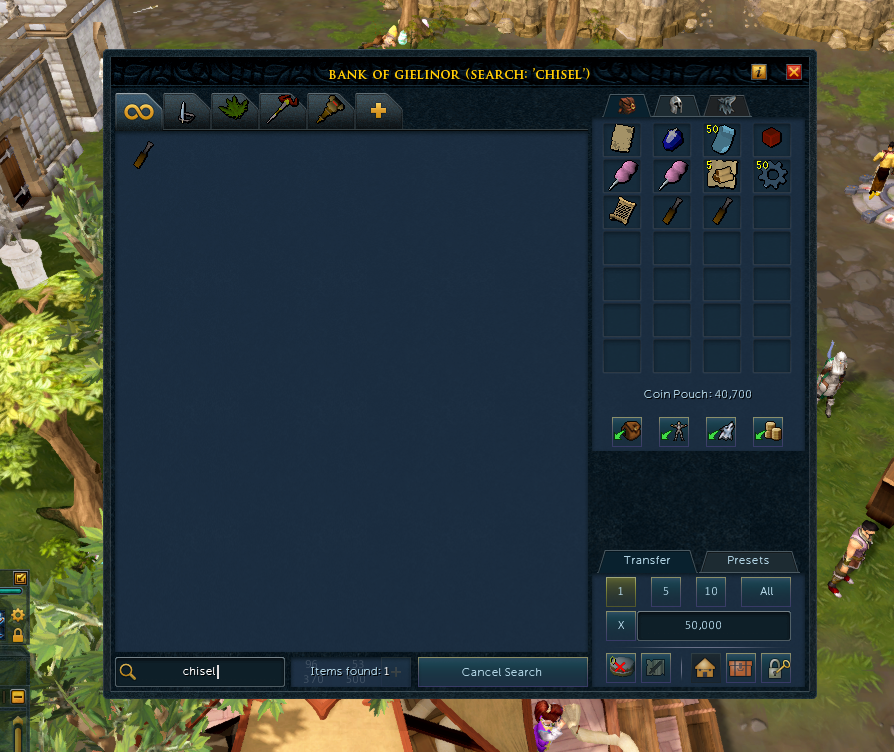 BANK OF GIELINOR (SEARCH: 'CHISEL')
50
5
50
Coin Pouch: 40,700
Transfer
Presets
1
5
10
All
X
50,000
chisel
Items found: 1
Cancel Search